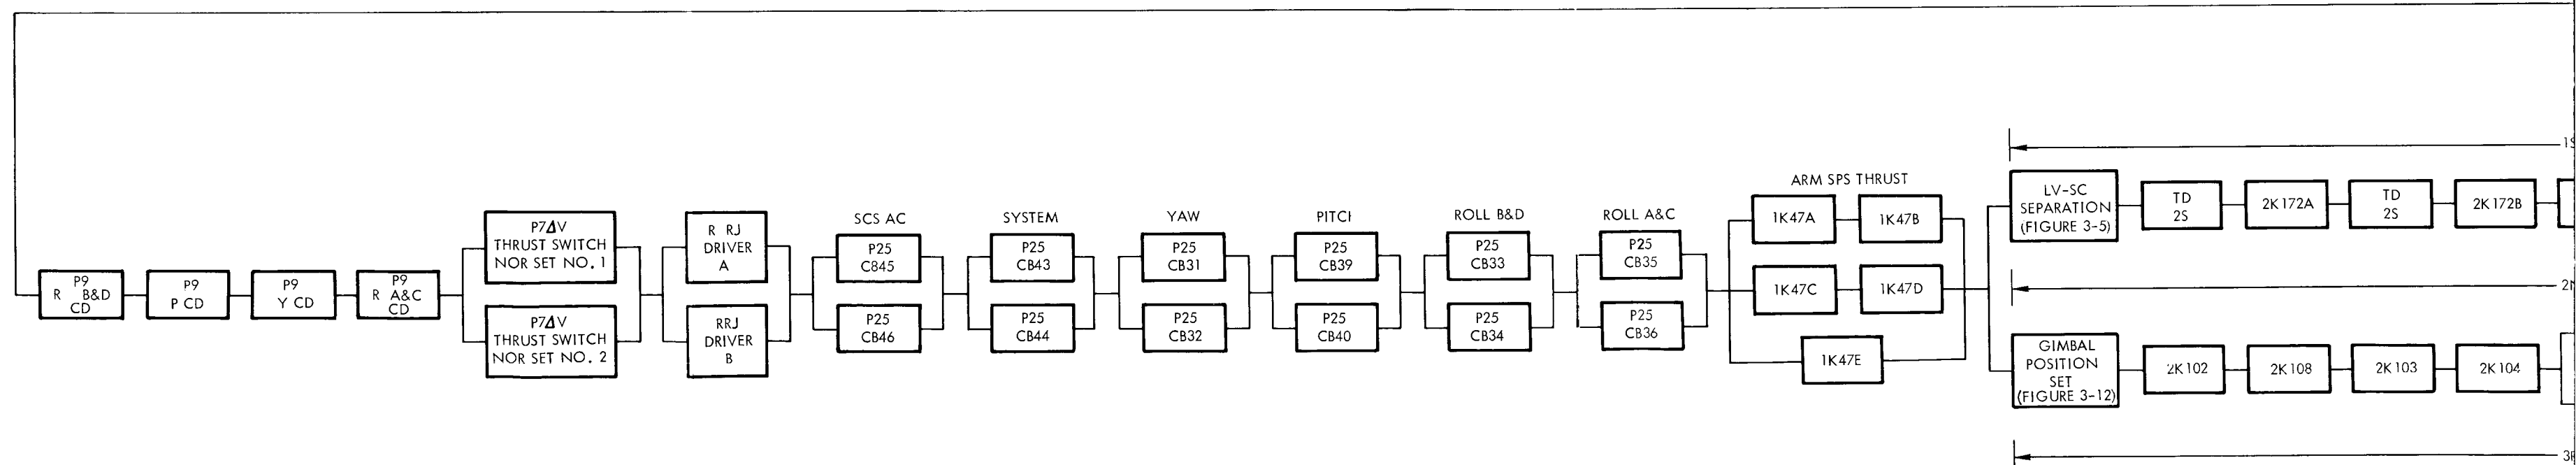 P9
R B&D
CD
P9
P CD
P9
Y CD
P9
R A&C
CD
P7ΔV
THRUST SWITCH
NOR SET NO. 1
P7ΔV
THRUST SWITCH
NOR SET NO. 2
R RJ
DRIVER
A
RRJ
DRIVER
B
SCS AC
P25
C845
P25
CB46
SYSTEM
P25
CB43
P25
CB44
YAW
P25
CB31
P25
CB32
PITCH
P25
CB39
P25
CB40
ROLL B&D
P25
CB33
P25
CB34
ROLL A&C
P25
CB35
P25
CB36
ARM SPS THRUST
1K47A
1K47B
1K47C
1K47D
1K47E
LV-SC
SEPARATION
(FIGURE 3-5)
TD
2S
2K172A
TD
2S
2K172B
GIMBAL
POSITION
SET
(FIGURE 3-12)
2K102
2K108
2K103
2K104